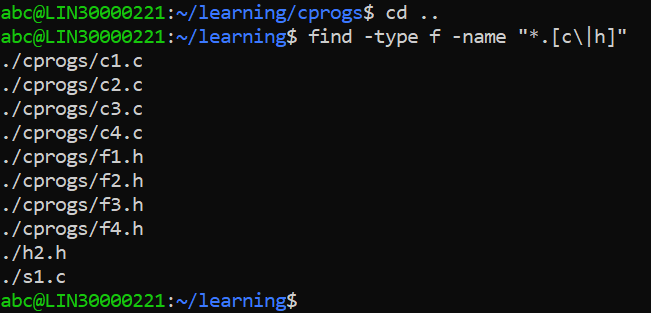 abc@LIN30000221:~/learning/cprogs$ cd ..
abc@LIN30000221:~/learning$ find -type f -name "*.[c\|h]"
./cprogs/c1.c
./cprogs/c2.c
./cprogs/c3.c
./cprogs/c4.c
./cprogs/f1.h
./cprogs/f2.h
./cprogs/f3.h
./cprogs/f4.h
./h2.h
./s1.c
abc@LIN30000221:~/learning$